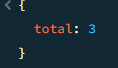 {
total: 3
}